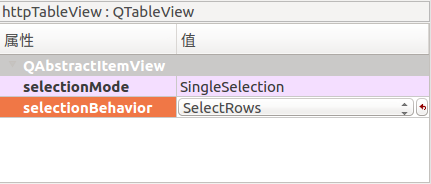 httpTableView : QTableView
属性 值
QAbstractItemView
selectionMode SingleSelection
selectionBehavior SelectRows